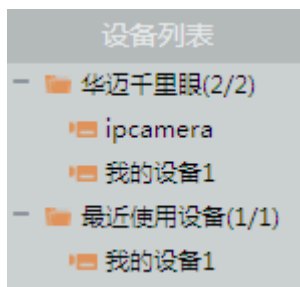 设备列表
华迈千里眼(2/2)
ipcamera
我的设备1
最近使用设备(1/1)
我的设备1